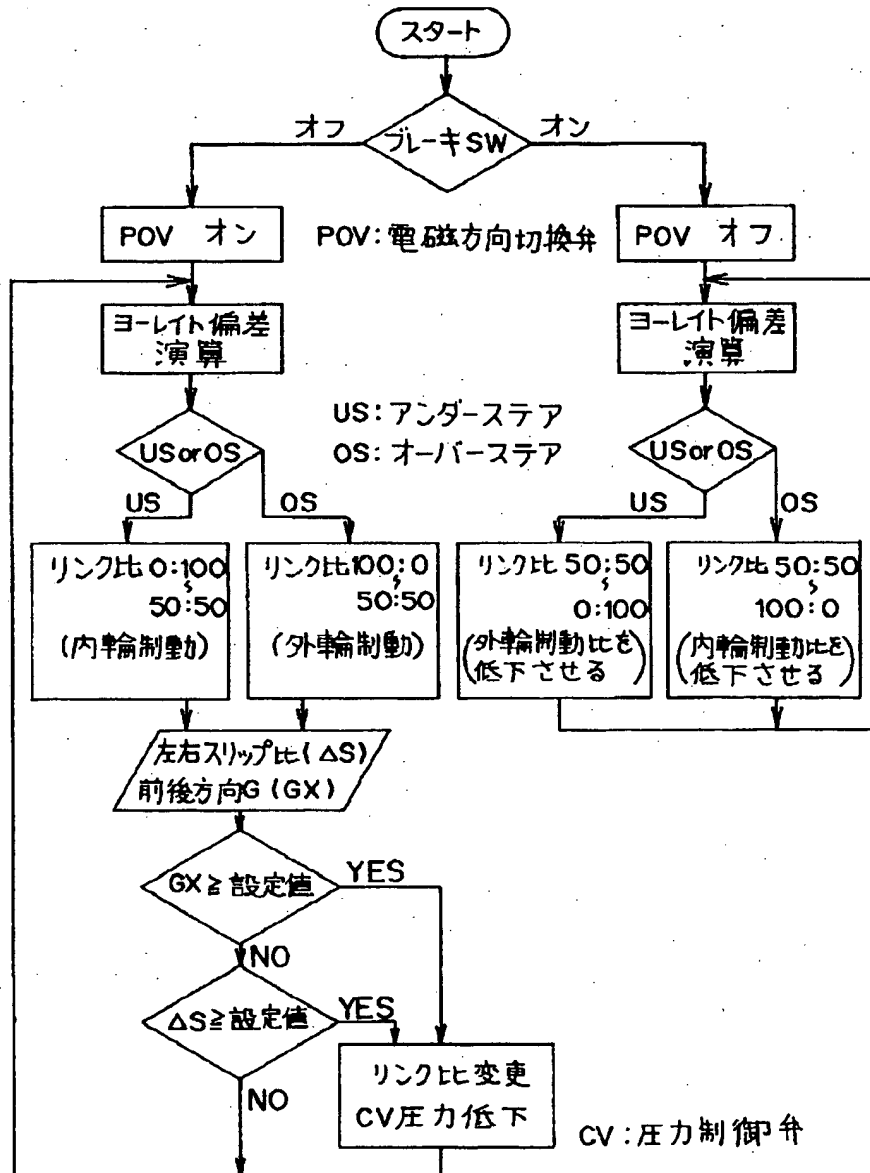 スタート
ブレーキSW
オフ
オン
POV オン
POV:電磁方向切換弁
POV オフ
ヨーレイト偏差
演算
ヨーレイト偏差
演算
US:アンダーステア
OS:オーバーステア
USorOS
USorOS
US
OS
US
OS
リンク比0:100
~
50:50
(内輪制動)
リンク比100:0
~
50:50
(外輪制動)
リンク比 50:50
~
0:100
(外輪制動比を
低下させる)
リンク比 50:50
~
100:0
(内輪制動比を
低下させる)
左右スリップ比(△S)
前後方向G(GX)
GX≧設定値
YES
NO
△S≧設定値
YES
NO
リンク比変更
CV圧力低下
CV:圧力制御弁